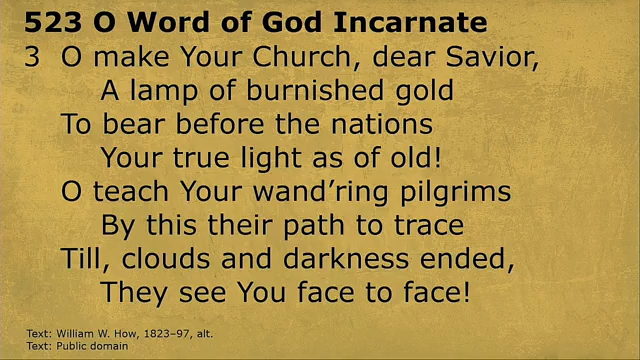 523 O Word of God Incarnate
3 O make Your Church, dear Savior,
A lamp of burnished gold
To bear before the nations
Your true light as of old!
O teach Your wand’ring pilgrims
By this their path to trace
Till, clouds and darkness ended,
They see You face to face!
Text: William W. How, 1823–97, alt.
Text: Public domain